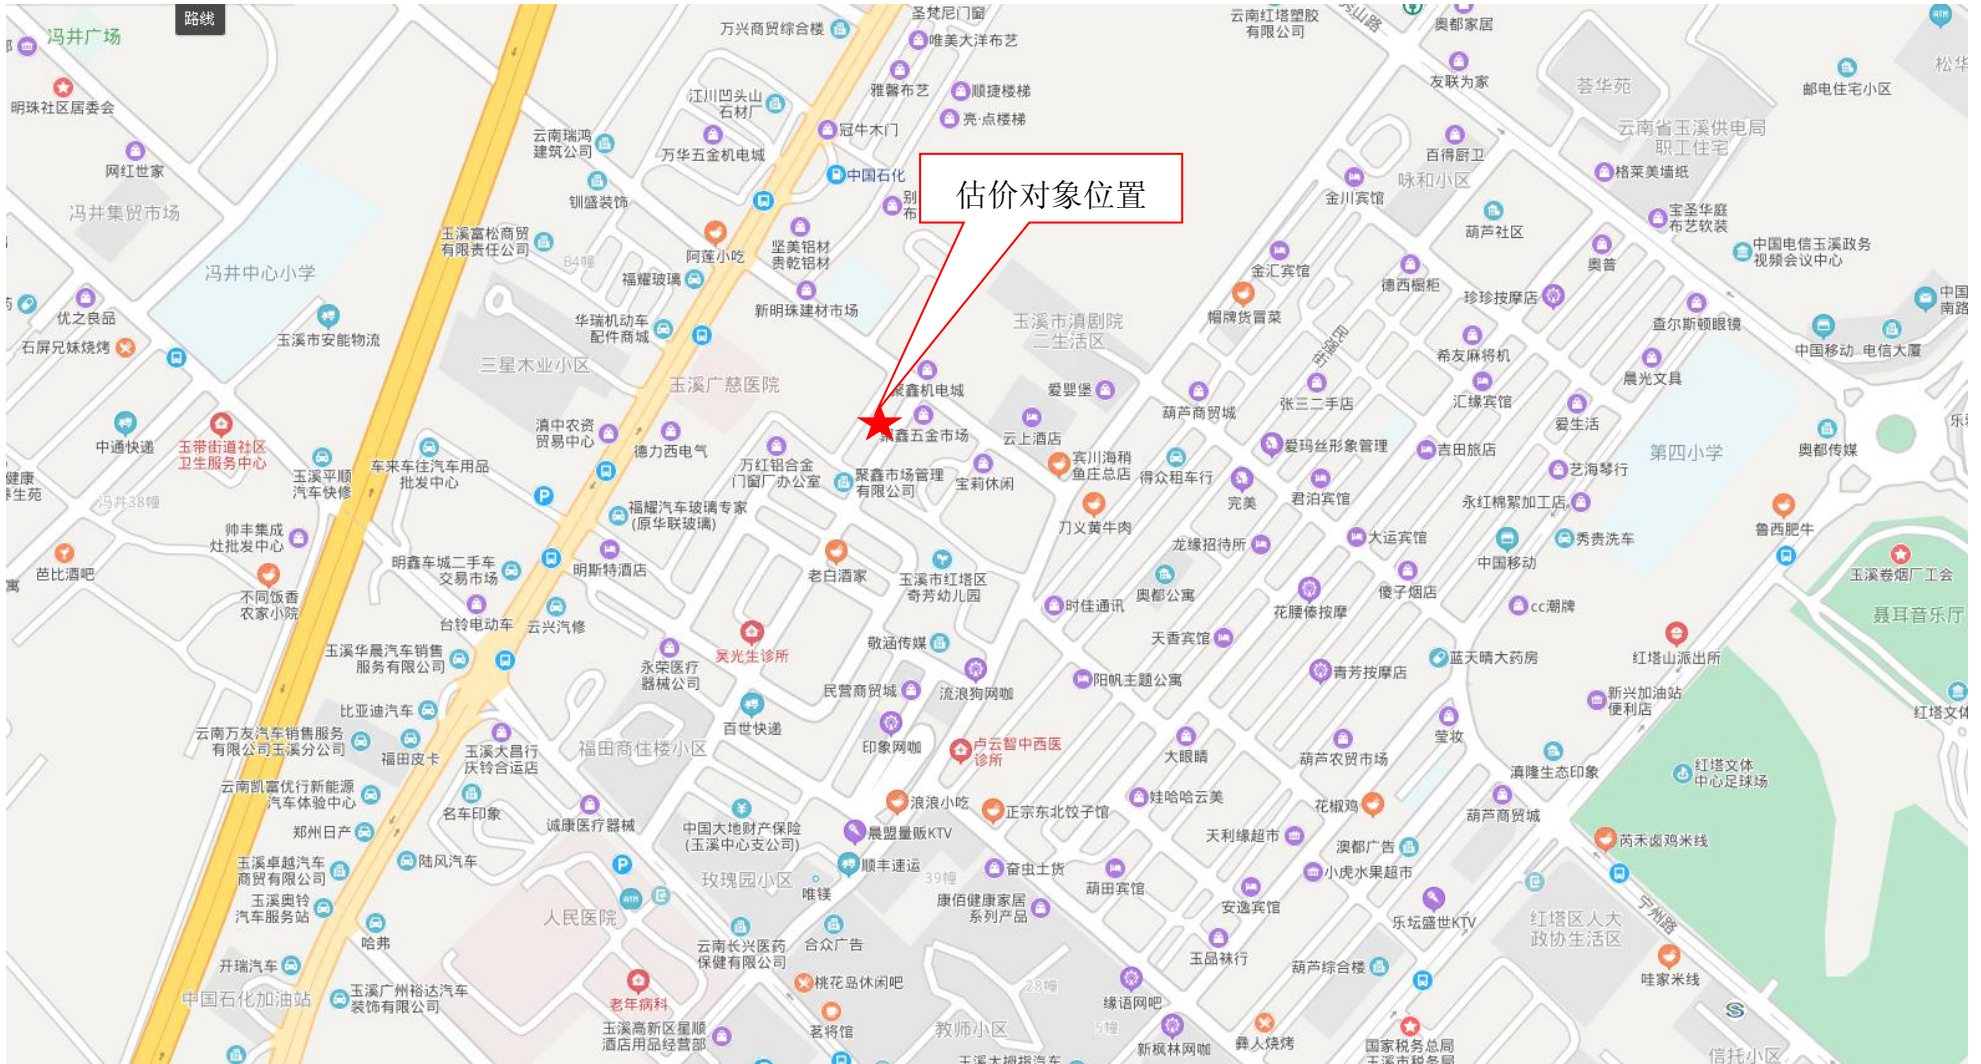 路线
冯井广场
明珠社区居委会
网红世家
冯井集贸市场
冯井中心小学
优之良品
石屏兄妹烧烤
玉溪市安能物流
中通快递
玉带街道社区
卫生服务中心
玉溪平顺
汽车快修
车来车往汽车用品
批发中心
冯井38幢
帅丰集成
灶批发中心
芭比酒吧
不同饭香
农家小院
万兴商贸综合楼
圣梵尼门窗
唯美大洋布艺
雅馨布艺
顺捷楼梯
亮·点楼梯
江川凹头山
石材厂
冠牛木门
云南瑞鸿
建筑公司
万华五金机电城
中国石化
钏盛装饰
玉溪富松商贸
有限责任公司
B4幢
阿莲小吃
坚美铝材
贵乾铝材
福耀玻璃
新明珠建材市场
华瑞机动车
配件商城
三星木业小区
玉溪广慈医院
估价对象位置
聚鑫机电城
聚鑫五金市场
滇中农资
贸易中心
德力西电气
万红铝合金
门窗厂办公室
聚鑫市场管理
有限公司
宝莉休闲
福耀汽车玻璃专家
(原华联玻璃)
明鑫车城二手车
交易市场
明斯特酒店
老白酒家
玉溪市红塔区
奇芳幼儿园
台铃电动车
云兴汽修
玉溪华晨汽车销售
服务有限公司
吴光生诊所
敬涵传媒
永荣医疗
器械公司
民营商贸城
流浪狗网咖
比亚迪汽车
云南万友汽车销售服务
有限公司玉溪分公司
福田皮卡
玉溪大昌行
庆铃合运店
福田商住楼小区
百世快递
印象网咖
卢云智中西医
诊所
云南凯富优行新能源
汽车体验中心
名车印象
诚康医疗器械
郑州日产
陆风汽车
中国大地财产保险
(玉溪中心支公司)
浪浪小吃
正宗东北饺子馆
晨盟量贩KTV
顺丰速运
玉溪卓越汽车
商贸有限公司
玉溪奥铃
汽车服务站
哈弗
玫瑰园小区
唯镁
39幢
奋虫土货
康佰健康家居
系列产品
人民医院
云南长兴医药
保健有限公司
合众广告
开瑞汽车
中国石化加油站
玉溪广州裕达汽车
装饰有限公司
老年病科
玉溪高新区星顺
酒店用品经营部
桃花岛休闲吧
茗将馆
28幢
教师小区
5幢
缘语网吧
新枫林网咖
彝人烧烤
国家税务总局
云南红塔塑胶
有限公司
奥都家居
友联为家
荟华苑
邮电住宅小区
松华
云南省玉溪供电局
职工住宅
百得厨卫
格莱美墙纸
咏和小区
金川宾馆
葫芦社区
宝圣华庭
布艺软装
中国电信玉溪政务
视频会议中心
奥普
金汇宾馆
德西橱柜
珍珍按摩店
帽牌货冒菜
查尔斯顿眼镜
中国移动
电信大厦
玉溪市滇剧院
二生活区
民强街
希友麻将机
晨光文具
爱婴堡
葫芦商贸城
张三二手店
汇缘宾馆
爱生活
云上酒店
爱玛丝形象管理
吉田旅店
第四小学
奥都传媒
宾川海稍
鱼庄总店
得众租车行
完美
君泊宾馆
艺海琴行
永红棉絮加工店
刀义黄牛肉
龙缘招待所
大运宾馆
中国移动
秀贵洗车
鲁西肥牛
玉溪卷烟厂工会
时佳通讯
奥都公寓
花腰傣按摩
傻子烟店
cc潮牌
聂耳音乐厅
天香宾馆
阳帆主题公寓
青芳按摩店
蓝天晴大药房
红塔山派出所
新兴加油站
便利店
红塔文体
大眼睛
葫芦农贸市场
莹妆
滇隆生态印象
红塔文体
中心足球场
娃哈哈云美
花椒鸡
葫芦商贸城
天利缘超市
澳都广告
芮禾卤鸡米线
小虎水果超市
葫田宾馆
安逸宾馆
乐坛盛世KTV
红塔区人大
政协生活区
宁州路
玉品袜行
葫芦综合楼
哇家米线
信托小区